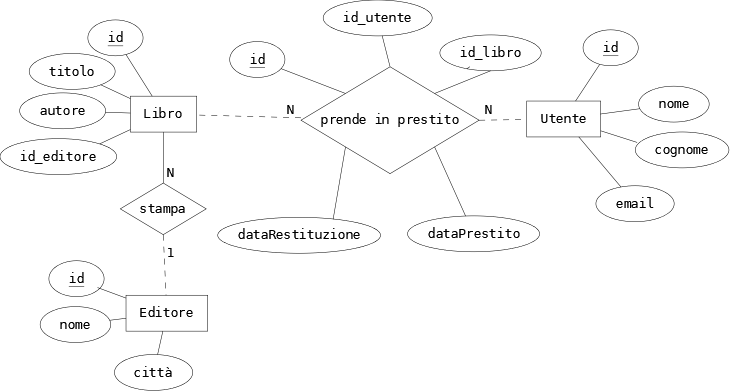 id_utente
id
id
id_libro
id
titolo
nome
autore
Libro
N
prende in prestito
N
Utente
id_editore
cognome
N
stampa
email
dataRestituzione
dataPrestito
1
id
Editore
nome
città